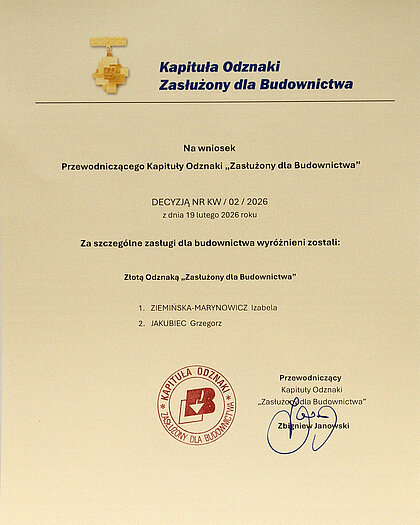 Kapituła Odznaki
Zasłużony dla Budownictwa
Na wniosek
Przewodniczącego Kapituły Odznaki „Zasłużony dla Budownictwa”
DECYZJĄ NR KW / 02 / 2026
z dnia 19 lutego 2026 roku
Za szczególne zasługi dla budownictwa wyróżnieni zostali:
Złotą Odznaką „Zasłużony dla Budownictwa”
1. ZIEMIŃSKA-MARYNOWICZ Izabela
2. JAKUBIEC Grzegorz
KAPITUŁA ODZNAKI
ZASŁUŻONY DLA BUDOWNICTWA
B
Przewodniczący
Kapituły Odznaki
„Zasłużony dla Budownictwa”
Zbigniew Janowski